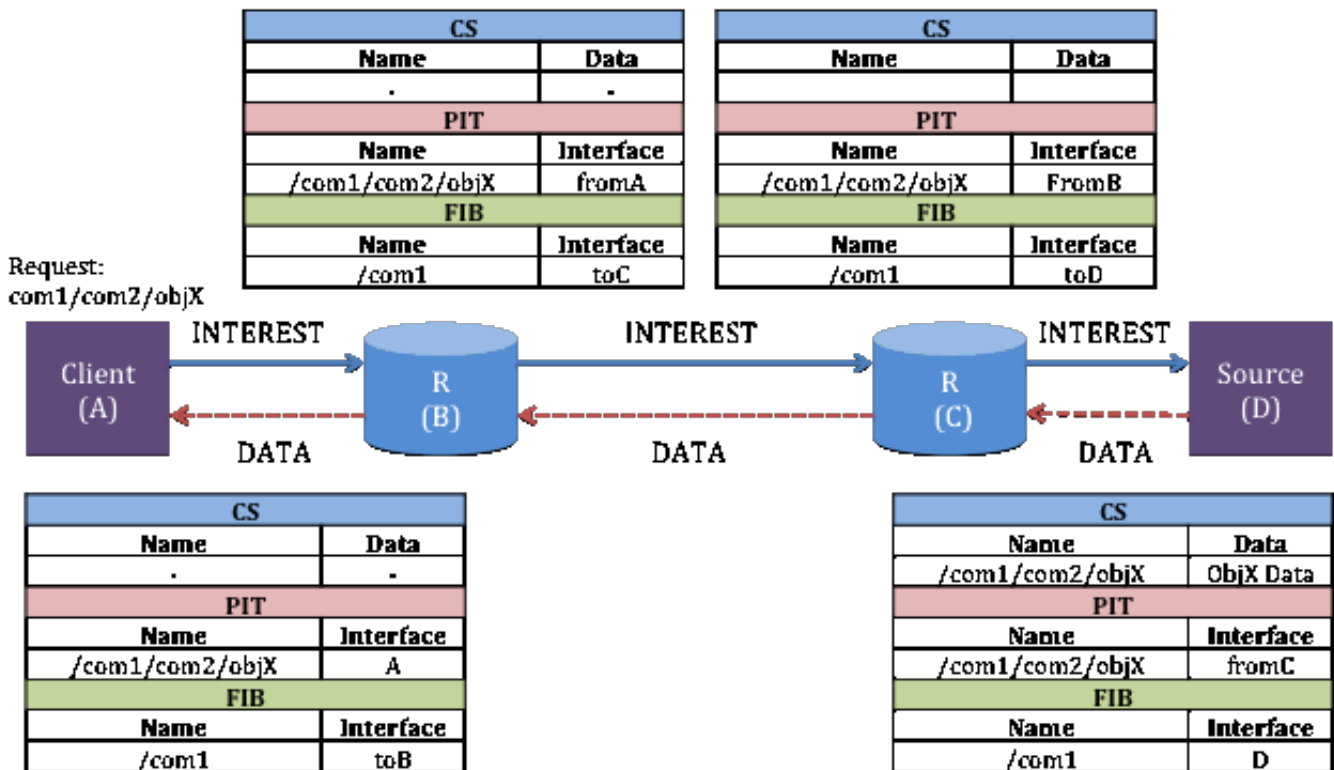 CS
Name Data
. -
PIT
Name Interface
/com1/com2/objX fromA
FIB
Name Interface
/com1 toC
CS
Name Data
PIT
Name Interface
/com1/com2/objX FromB
FIB
Name Interface
/com1 toD
Request:
com1/com2/objX
INTEREST INTEREST INTEREST
Client
(A)
R
(B)
R
(C)
Source
(D)
DATA DATA DATA
CS
Name Data
. -
PIT
Name Interface
/com1/com2/objX A
FIB
Name Interface
/com1 toB
CS
Name Data
/com1/com2/objX ObjX Data
PIT
Name Interface
/com1/com2/objX fromC
FIB
Name Interface
/com1 D